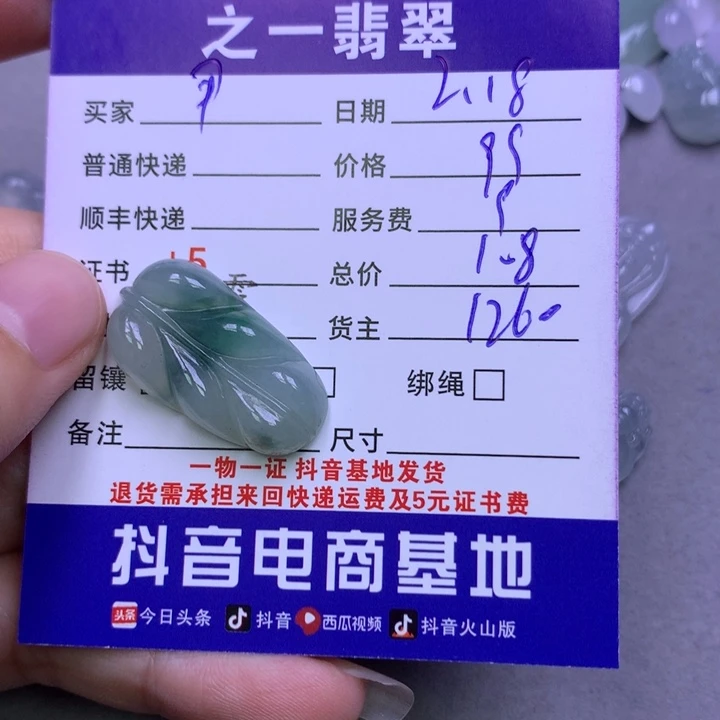 之一翡翠
买家 尹 日期 2.18
普通快递 价格 95
顺丰快递 服务费 5
证书 +5 总价 1-8
货主 126-
留镶 绑绳
备注 尺寸
一物一证 抖音基地发货
退货需承担来回快递运费及5元证书费
抖音电商基地
头条 今日头条 抖音 西瓜视频 抖音火山版